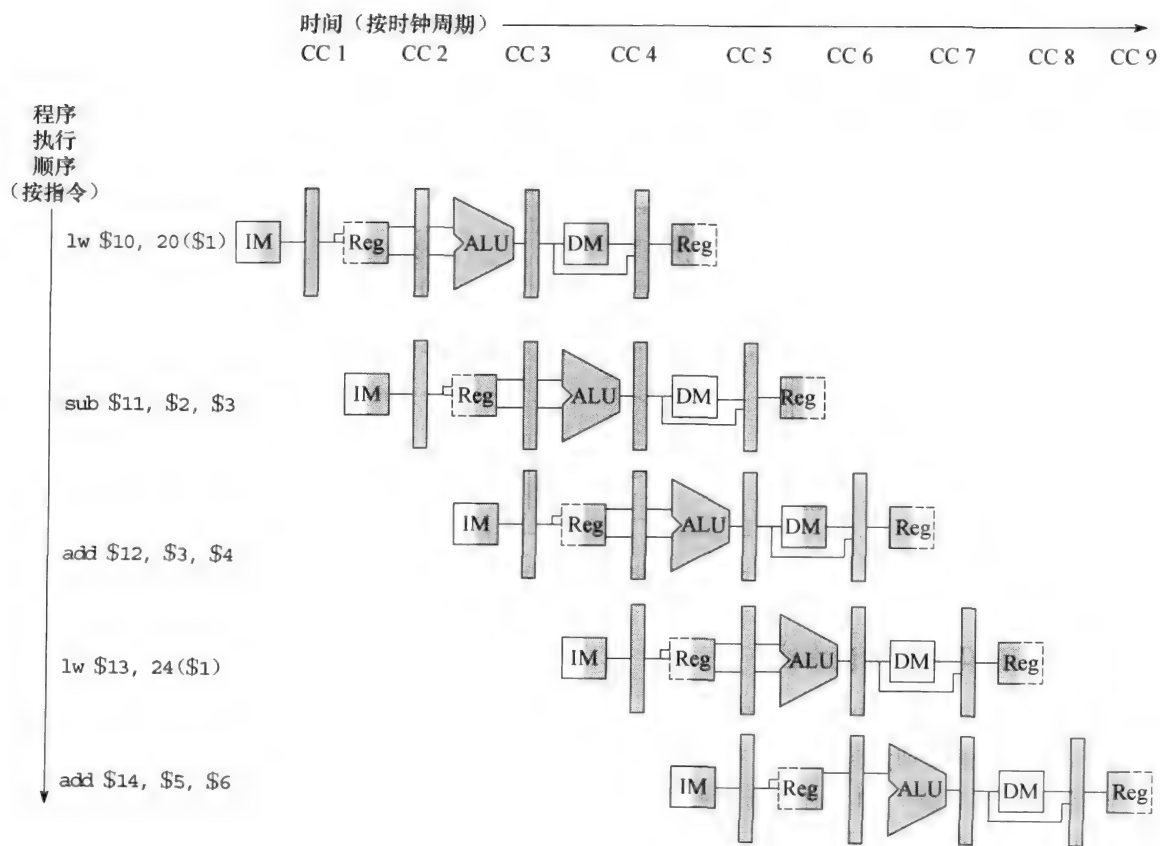 时间（按时钟周期）
CC 1 CC 2 CC 3 CC 4 CC 5 CC 6 CC 7 CC 8 CC 9
程序
执行
顺序
（按指令）
lw $10, 20($1) IM Reg ALU DM Reg
sub $11, $2, $3 IM Reg ALU DM Reg
add $12, $3, $4 IM Reg ALU DM Reg
lw $13, 24($1) IM Reg ALU DM Reg
add $14, $5, $6 IM Reg ALU DM Reg